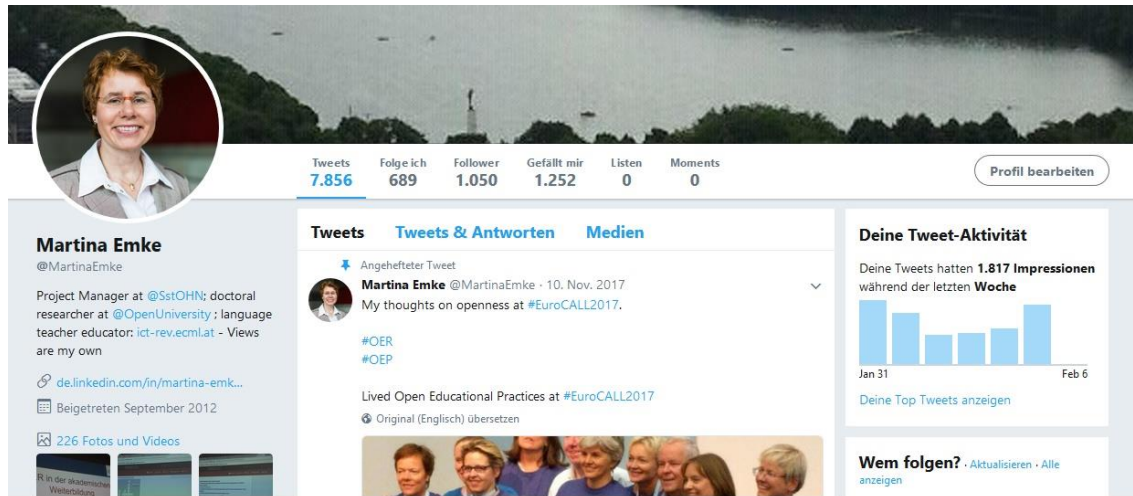 Tweets
7.856
Folge ich
689
Follower
1.050
Gefällt mir
1.252
Listen
0
Moments
0
Profil bearbeiten
Martina Emke
@MartinaEmke
Project Manager at @SstOHN; doctoral
researcher at @OpenUniversity ; language
teacher educator: ict-rev.ecml.at - Views
are my own
de.linkedin.com/in/martina-emk...
Beigetreten September 2012
226 Fotos und Videos
R in der akademischen
Weiterbildung
Tweets Tweets & Antworten Medien
Angehefteter Tweet
Martina Emke @MartinaEmke · 10. Nov. 2017
My thoughts on openness at #EuroCALL2017.
#OER
#OEP
Lived Open Educational Practices at #EuroCALL2017
Original (Englisch) übersetzen
Deine Tweet-Aktivität
Deine Tweets hatten 1.817 Impressionen
während der letzten Woche
Jan 31 Feb 6
Deine Top Tweets anzeigen
Wem folgen? · Aktualisieren · Alle
anzeigen